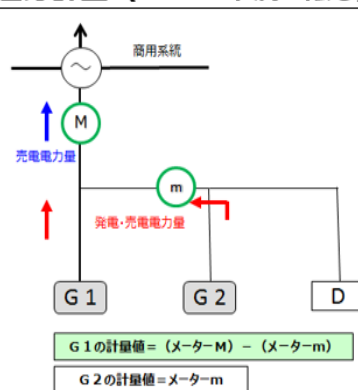 商用系統
M
売電電力量
m
発電・売電電力量
G 1
G 2
D
G 1の計量値= (メーターM) - (メーターm)
G 2の計量値=メーターm